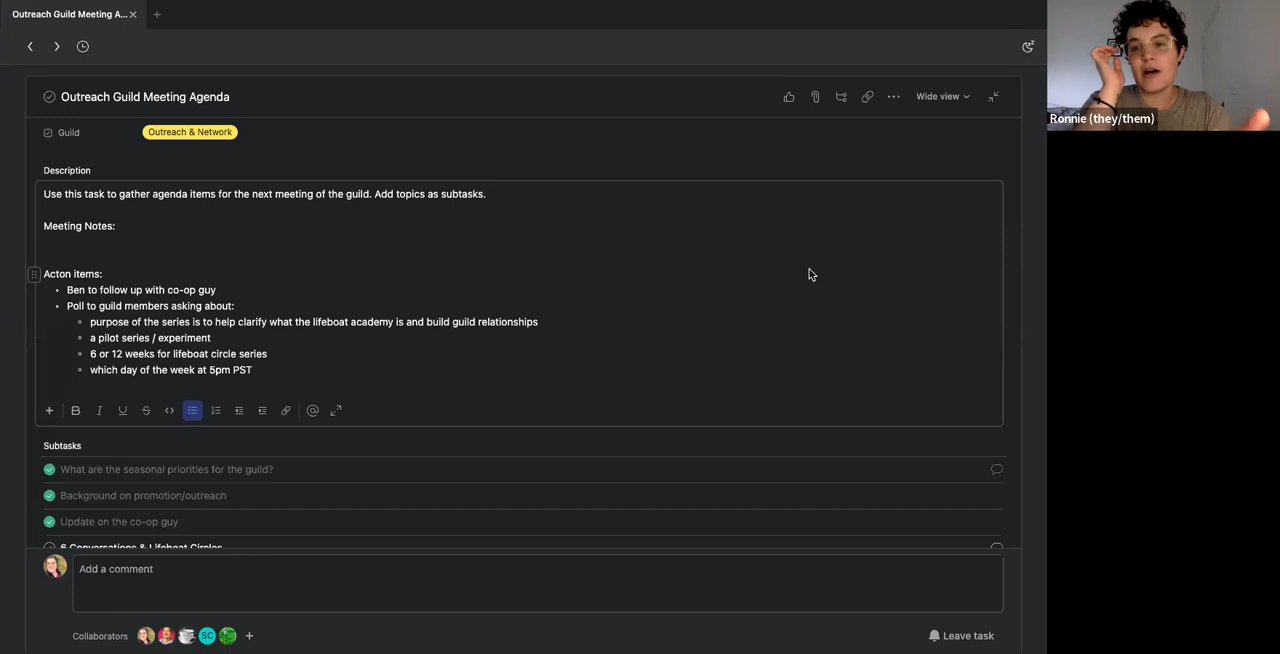 Outreach Guild Meeting A...
Outreach Guild Meeting Agenda
Wide view
Ronnie (they/them)
Guild
Outreach & Network
Description
Use this task to gather agenda items for the next meeting of the guild. Add topics as subtasks.
Meeting Notes:
Acton items:
Ben to follow up with co-op guy
Poll to guild members asking about:
purpose of the series is to help clarify what the lifeboat academy is and build guild relationships
a pilot series / experiment
6 or 12 weeks for lifeboat circle series
which day of the week at 5pm PST
Subtasks
What are the seasonal priorities for the guild?
Background on promotion/outreach
Update on the co-op guy
6 Conversations & Lifeboat Circles
Add a comment
Collaborators
SC
Leave task